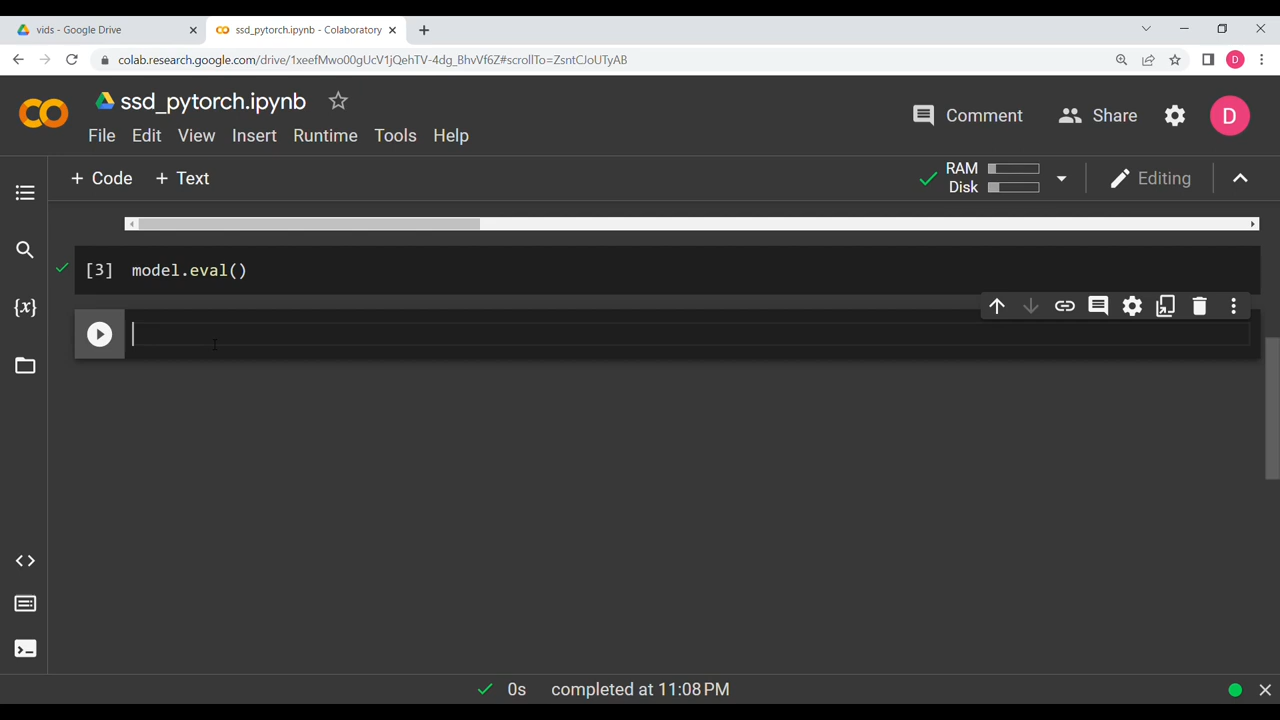 vids - Google Drive
ssd_pytorch.ipynb - Colaboratory
colab.research.google.com/drive/1xeefMwo00gUcV1jQehTV-4dg_BhvVf6Z#scrollTo=ZsntCJoUTyAB
D
ssd_pytorch.ipynb
File Edit View Insert Runtime Tools Help
Comment Share D
+ Code + Text
RAM
Disk
Editing
[3] model.eval()
{x}
0s completed at 11:08 PM